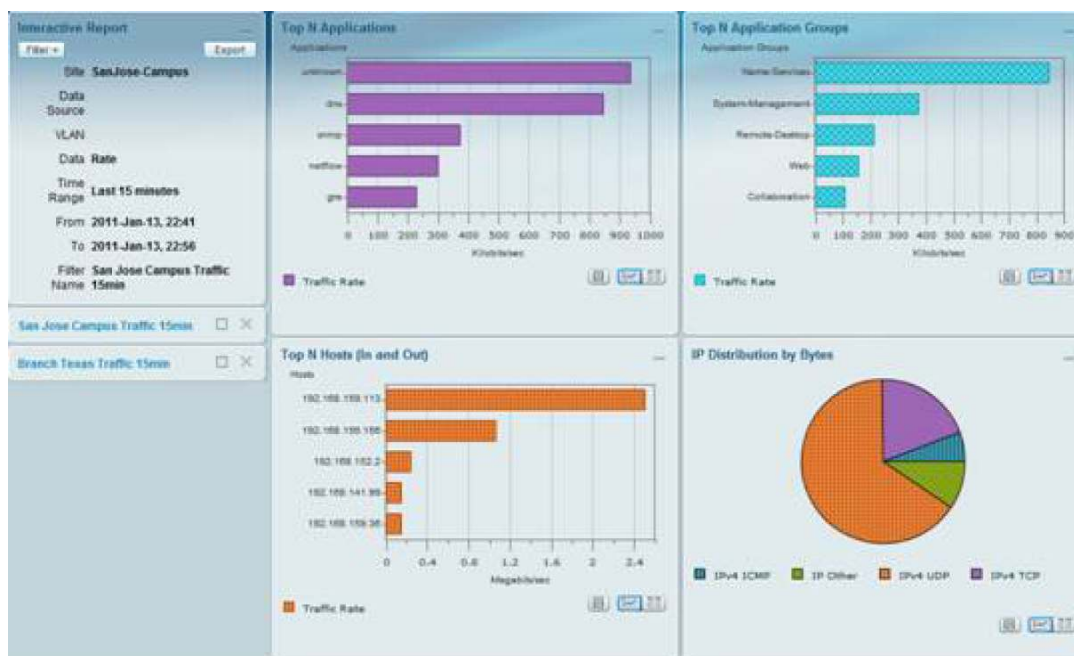 Interactive Report
Filter
Export
Site SanJose-Campus
Data Source
VLAN
Data Rate
Time Range Last 15 minutes
From 2011-Jan-13, 22:41
To 2011-Jan-13, 22:56
Filter Name San Jose Campus Traffic 15min
San Jose Campus Traffic 15min
Branch Texas Traffic 15min
Top N Applications
Applications
unknown
dns
snmp
netflow
gre
0 100 200 300 400 500 600 700 800 900 1000
Kilobits/sec
Traffic Rate
Top N Application Groups
Application Groups
Name-Services
System-Management
Remote-Desktop
Web
Collaboration
0 100 200 300 400 500 600 700 800 900
Kilobits/sec
Traffic Rate
Top N Hosts (In and Out)
Hosts
192.168.152.2
0 0.4 0.8 1.2 1.6 2 2.4
Megabits/sec
Traffic Rate
IP Distribution by Bytes
IPv4 ICMP IP Other IPv4 UDP IPv4 TCP